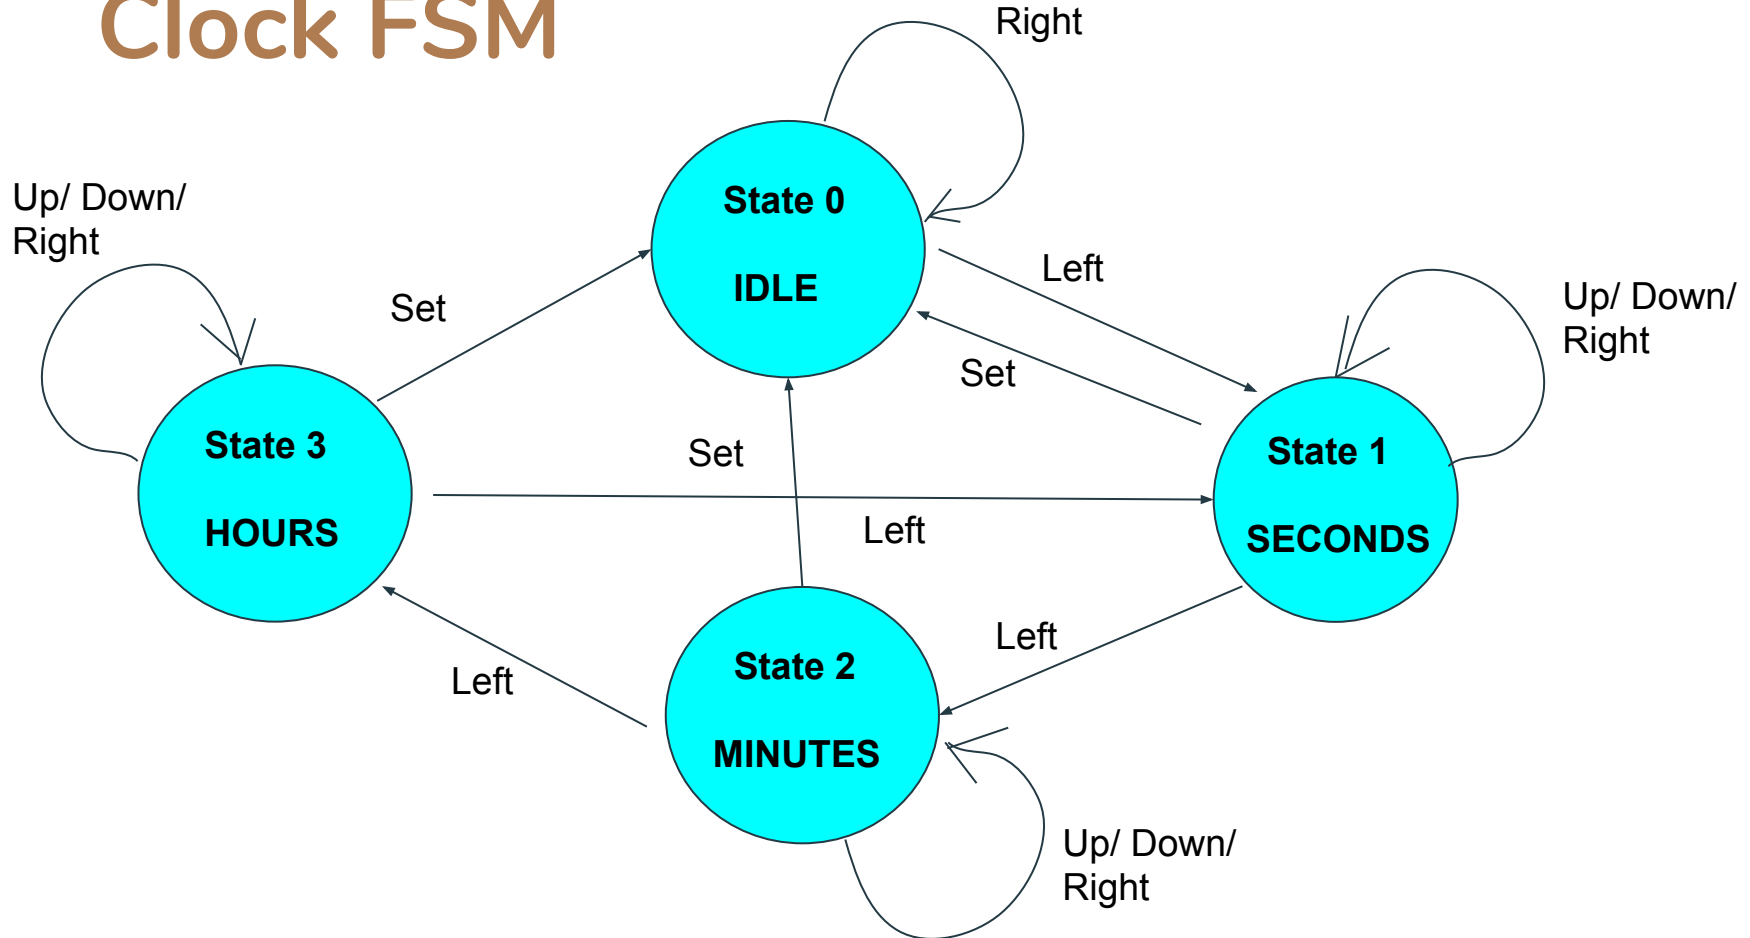 Clock FSM
Right
State 0
IDLE
Up/ Down/
Right
Set
Left
Set
Up/ Down/
Right
State 3
HOURS
Set
Left
State 1
SECONDS
Left
Left
State 2
MINUTES
Up/ Down/
Right